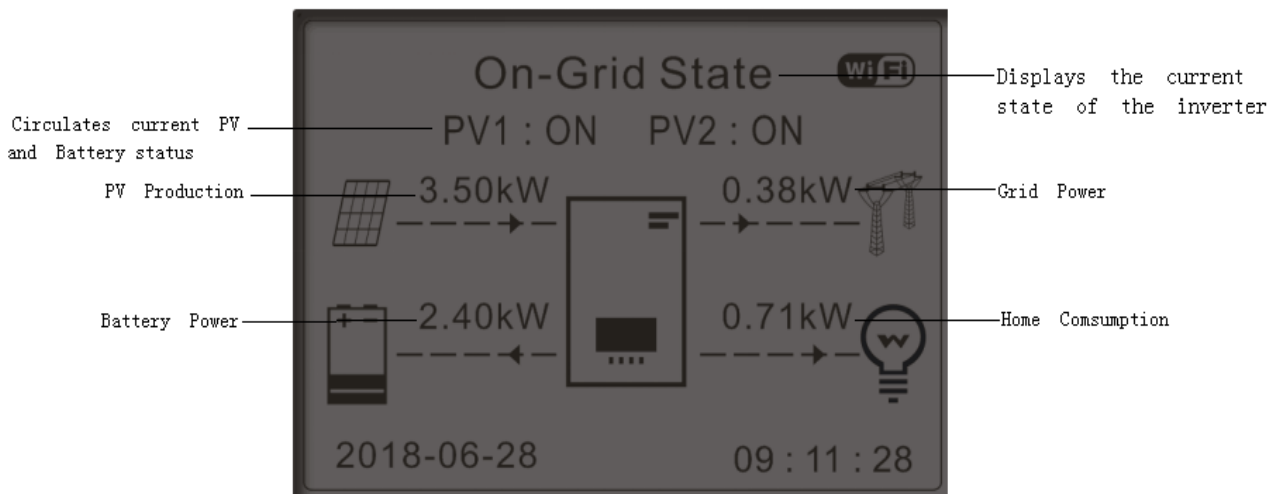 On-Grid State WiFi
Displays the current
state of the inverter
Circulates current PV
and Battery status
PV1 : ON PV2 : ON
PV Production
3.50kW
0.38kW
Grid Power
Battery Power
+ -
2.40kW
0.71kW
Home Comsumption
2018-06-28
09 : 11 : 28